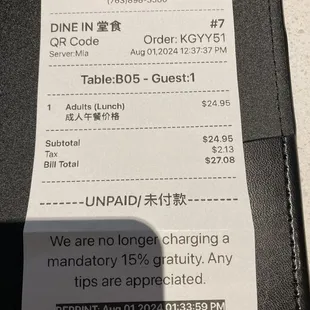 DINE IN 堂食 #7
QR Code Order: KGYY51
Server:Mia Aug 01,2024 12:37:37 PM
Table:B05 - Guest:1
1 Adults (Lunch) $24.95
成人午餐价格
Subtotal $24.95
Tax $2.13
Bill Total $27.08
--------UNPAID/ 未付款---------
We are no longer charging a
mandatory 15% gratuity. Any
tips are appreciated.
REPRINT: Aug 01,2024 01:33:59 PM